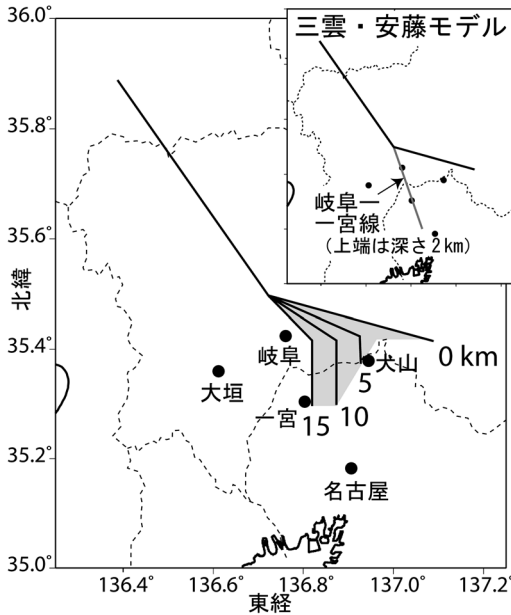 36.0°
三雲・安藤モデル
35.8°
岐阜ー
一宮線
(上端は深さ2km)
35.6°
北緯
岐阜
35.4°
犬山
0 km
大垣
5
一宮
15
10
35.2°
名古屋
35.0°
136.4°
136.6°
136.8°
137.0°
137.2°
東経